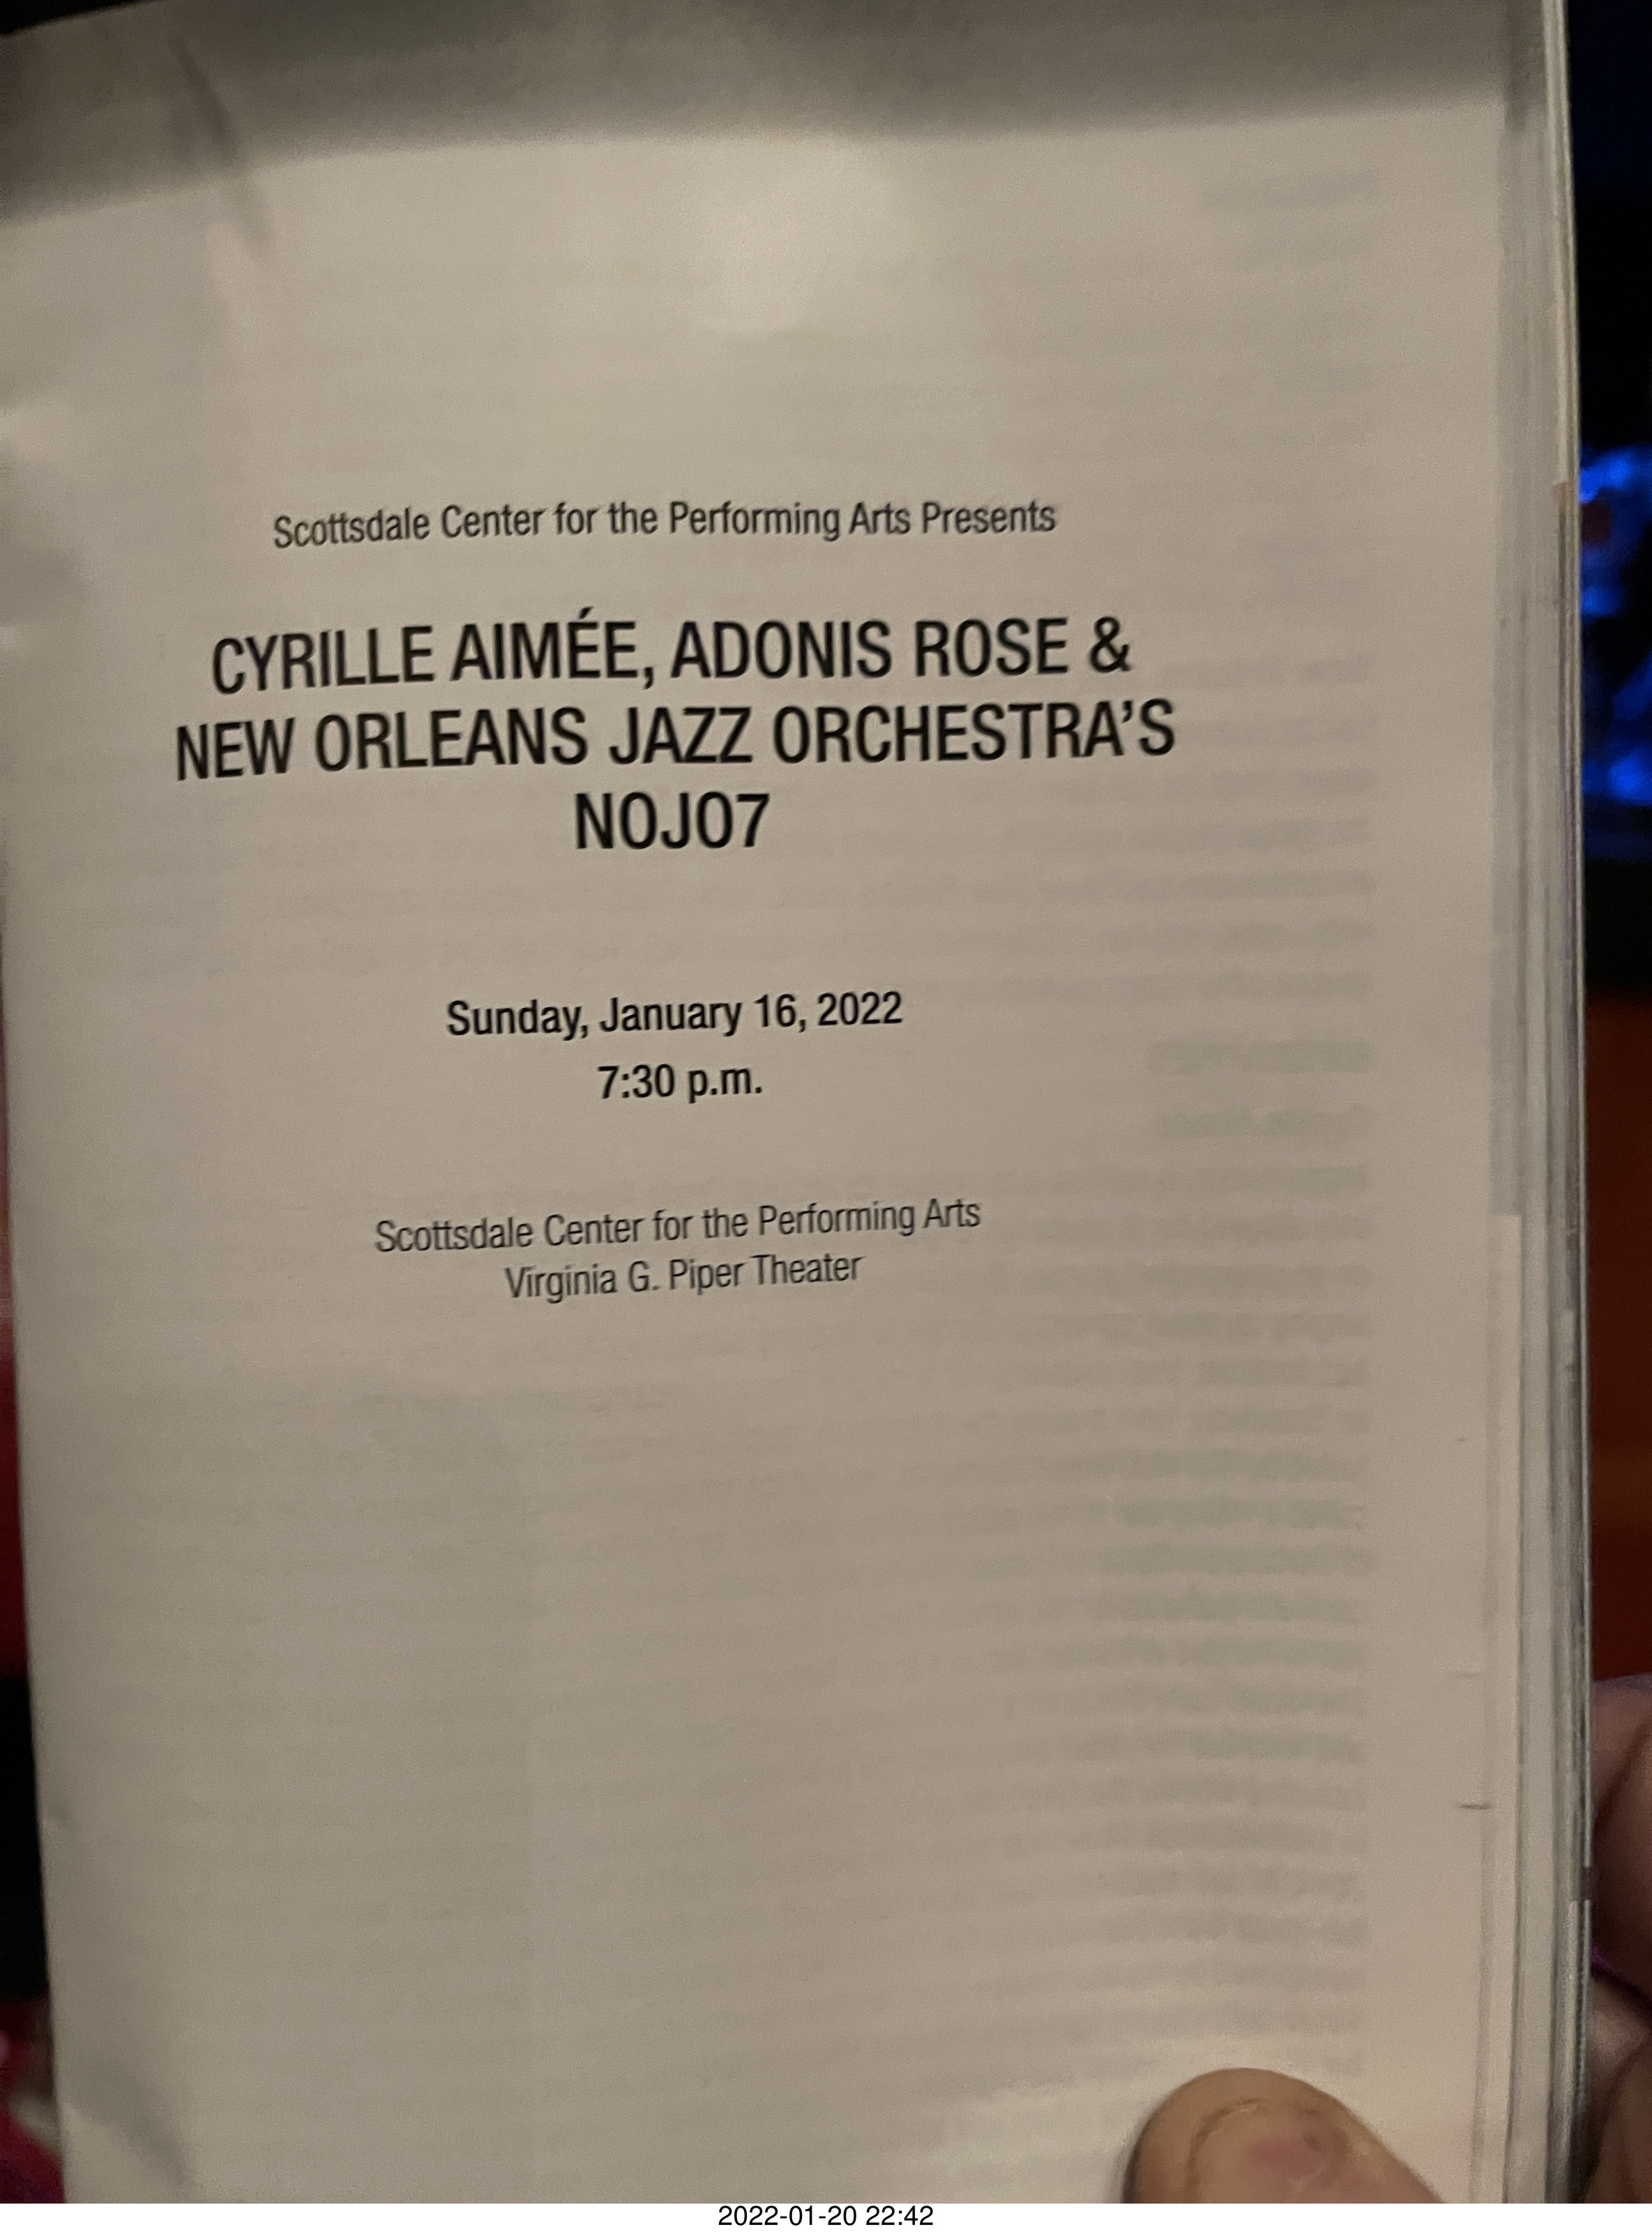 Scottsdale Center for the Performing Arts Presents
CYRILLE AIMÉE, ADONIS ROSE &
NEW ORLEANS JAZZ ORCHESTRA’S
NOJO7
Sunday, January 16, 2022
7:30 p.m.
Scottsdale Center for the Performing Arts
Virginia G. Piper Theater
2022-01-20 22:42